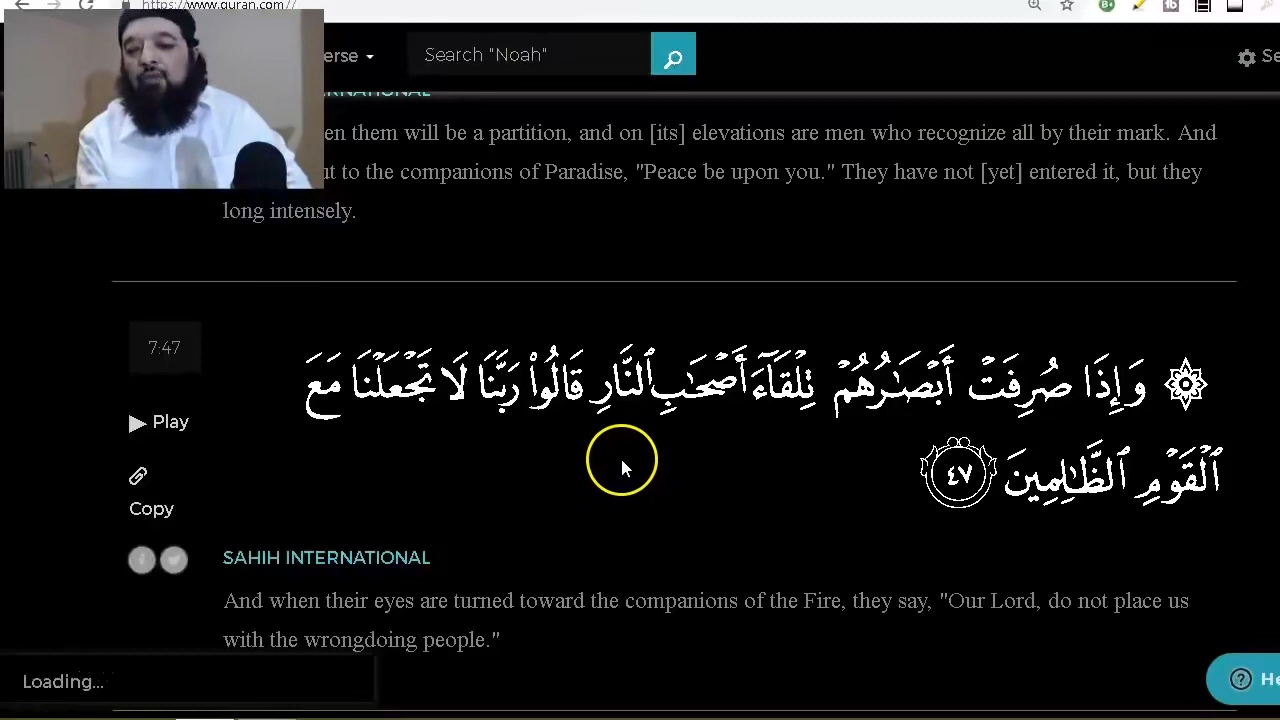 https://www.quran.com//
erse
Search "Noah"
RNATIONAL
en them will be a partition, and on [its] elevations are men who recognize all by their mark. And
ut to the companions of Paradise, "Peace be upon you." They have not [yet] entered it, but they
long intensely.
7:47
۞ وَإِذَا صُرِفَتْ أَبْصَـٰرُهُمْ تِلْقَآءَ أَصْحَـٰبِ ٱلنَّارِ قَالُوا۟ رَبَّنَا لَا تَجْعَلْنَا مَعَ
ٱلْقَوْمِ ٱلظَّـٰلِمِينَ ٤٧
Play
Copy
SAHIH INTERNATIONAL
And when their eyes are turned toward the companions of the Fire, they say, "Our Lord, do not place us
with the wrongdoing people."
Loading...
He